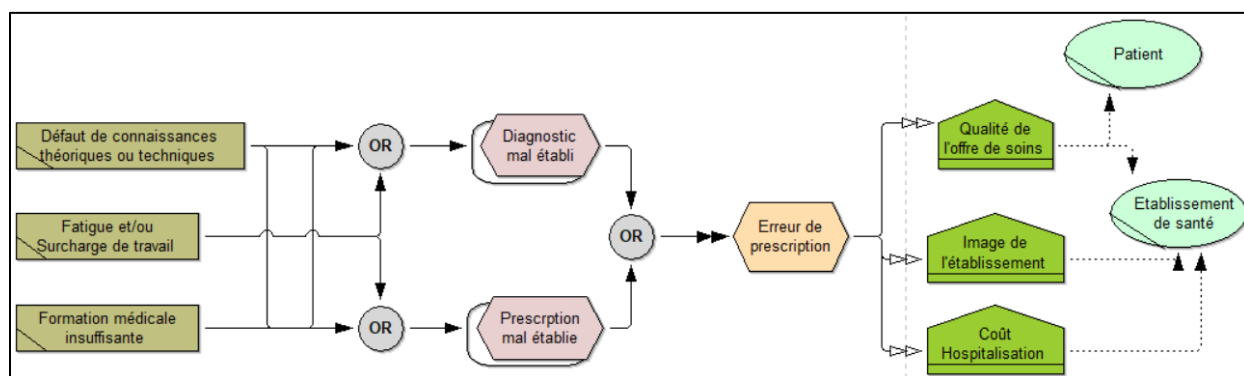 Défaut de connaissances
théoriques ou techniques
Fatigue et/ou
Surcharge de travail
Formation médicale
insuffisante
OR
OR
Diagnostic
mal établi
Prescrption
mal établie
OR
Erreur de
prescription
Qualité de
l'offre de soins
Image de
l'établissement
Coût
Hospitalisation
Patient
Etablissement
de santé